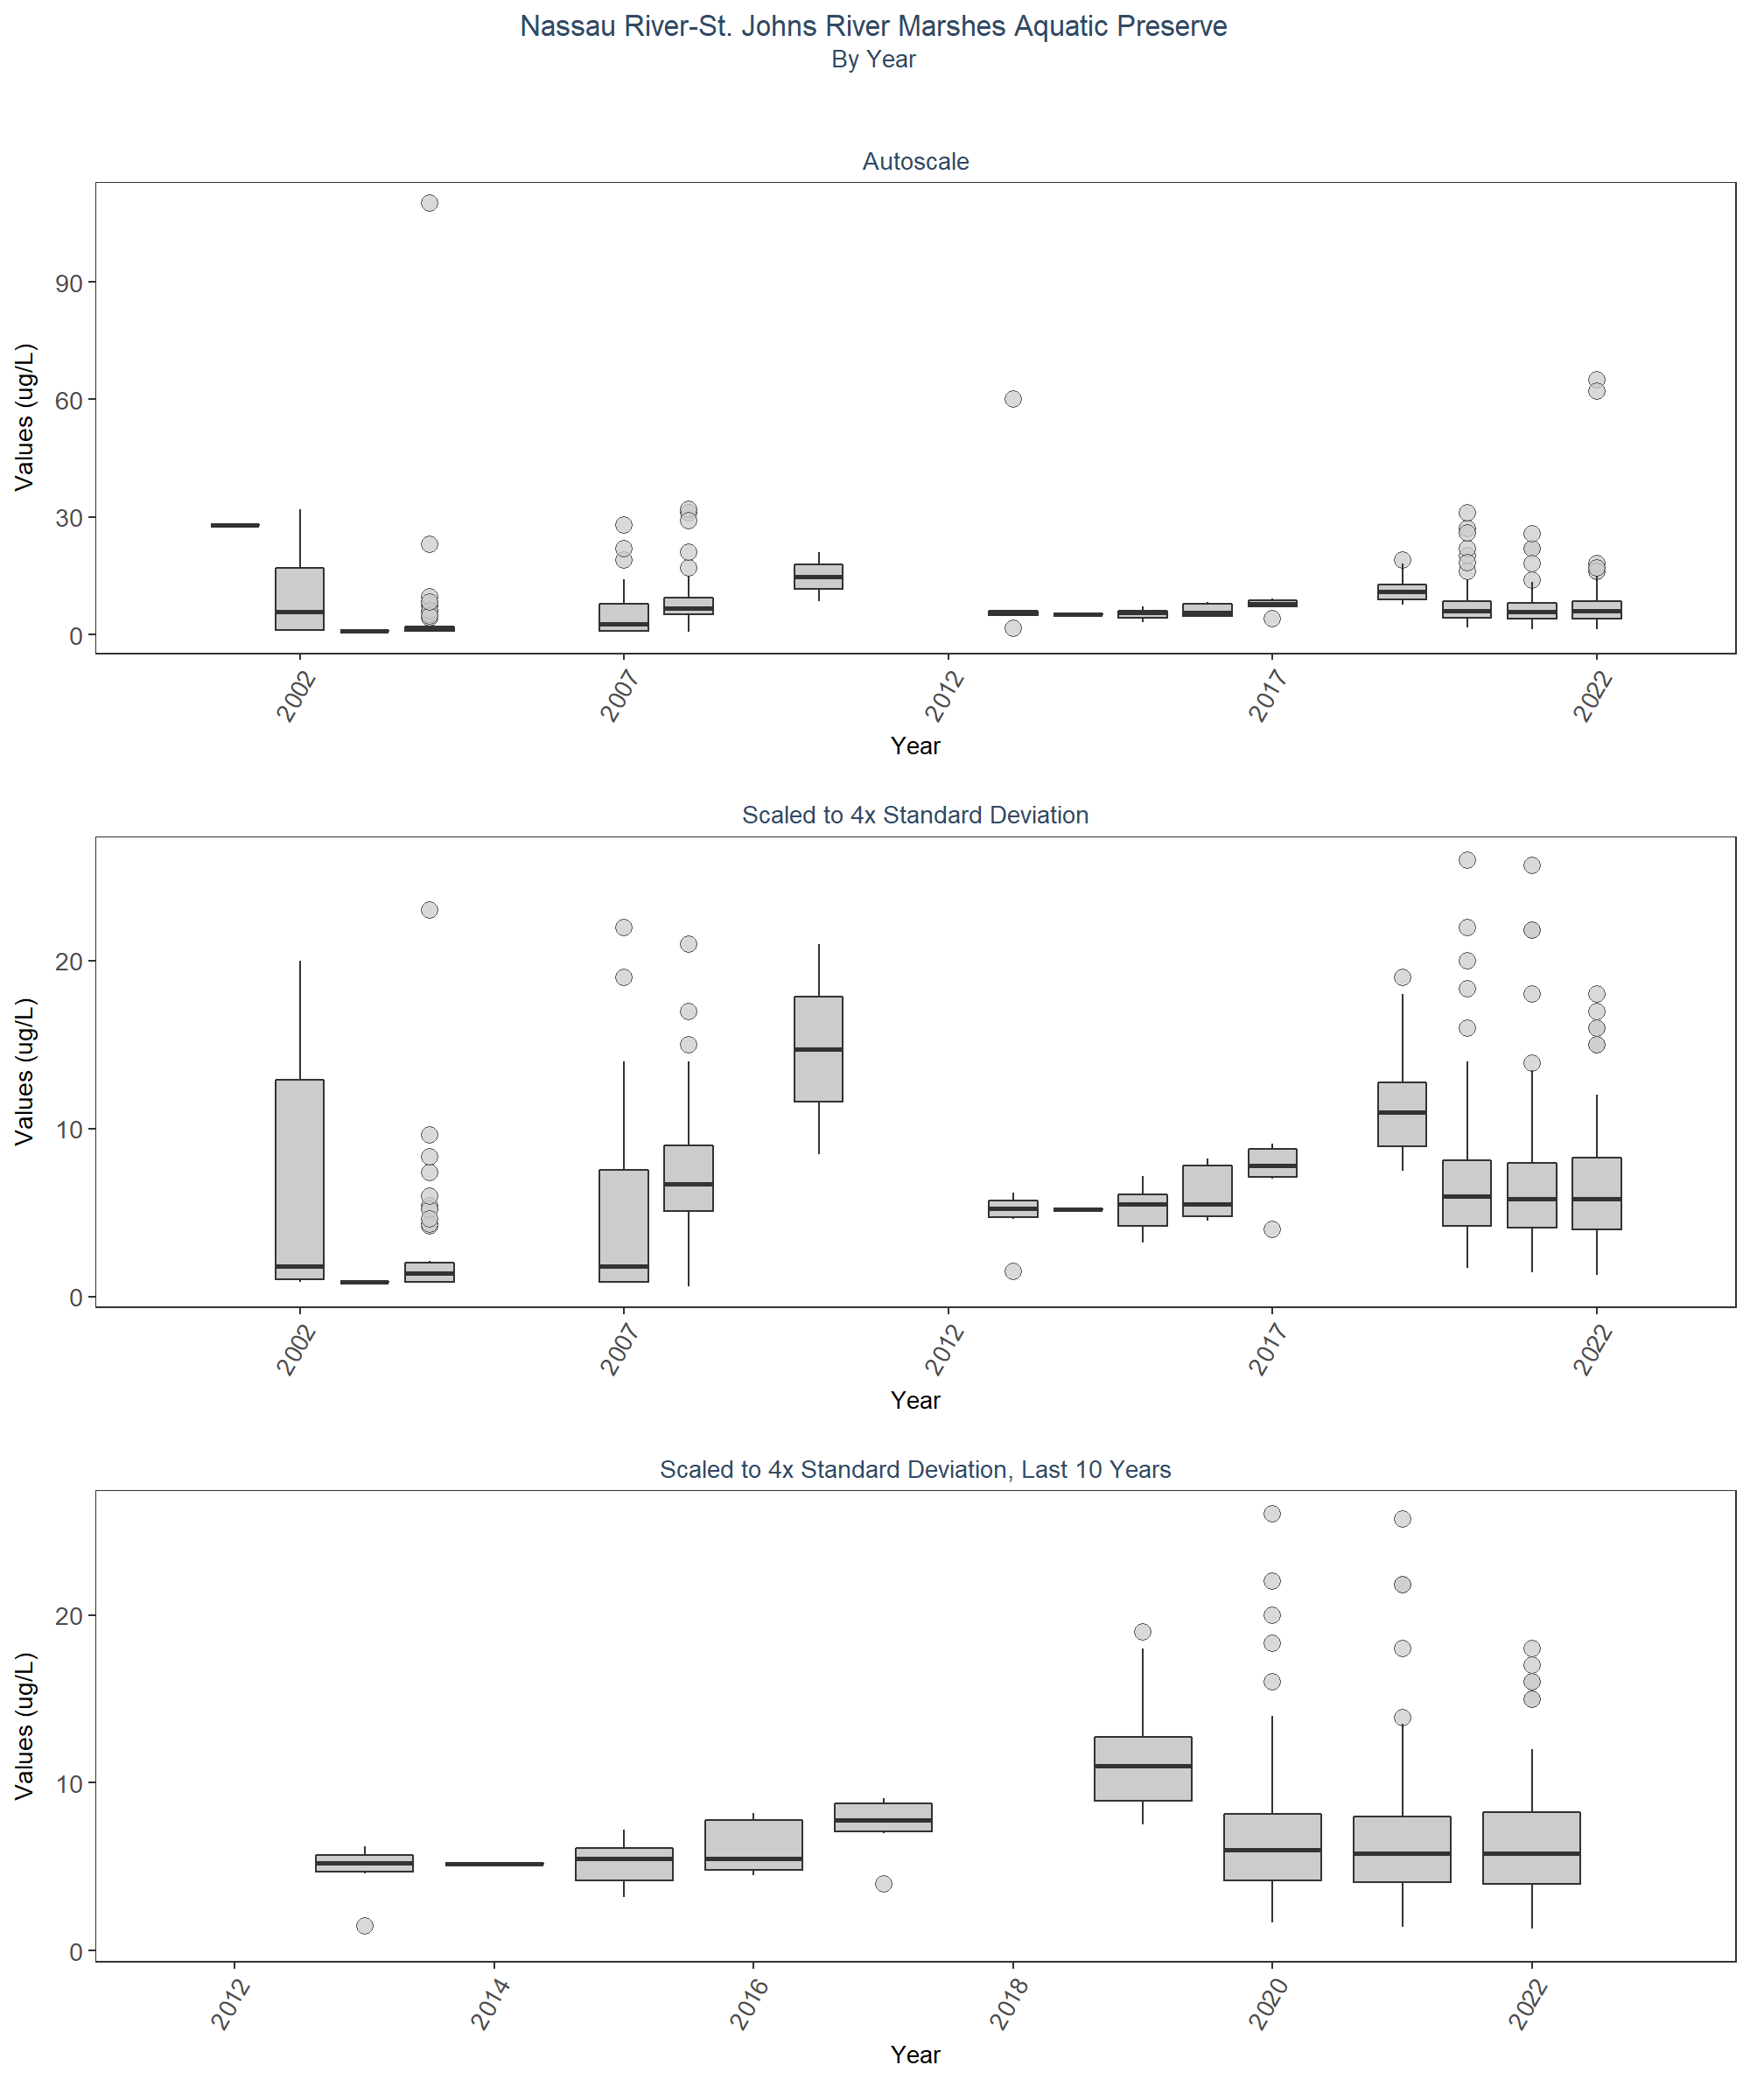 Nassau River-St. Johns River Marshes Aquatic Preserve
By Year
Autoscale
Values (ug/L)
90
60
30
0
2002
2007
2012
2017
2022
Year
Scaled to 4x Standard Deviation
Values (ug/L)
20
10
0
2002
2007
2012
2017
2022
Year
Scaled to 4x Standard Deviation, Last 10 Years
Values (ug/L)
20
10
0
2012
2014
2016
2018
2020
2022
Year